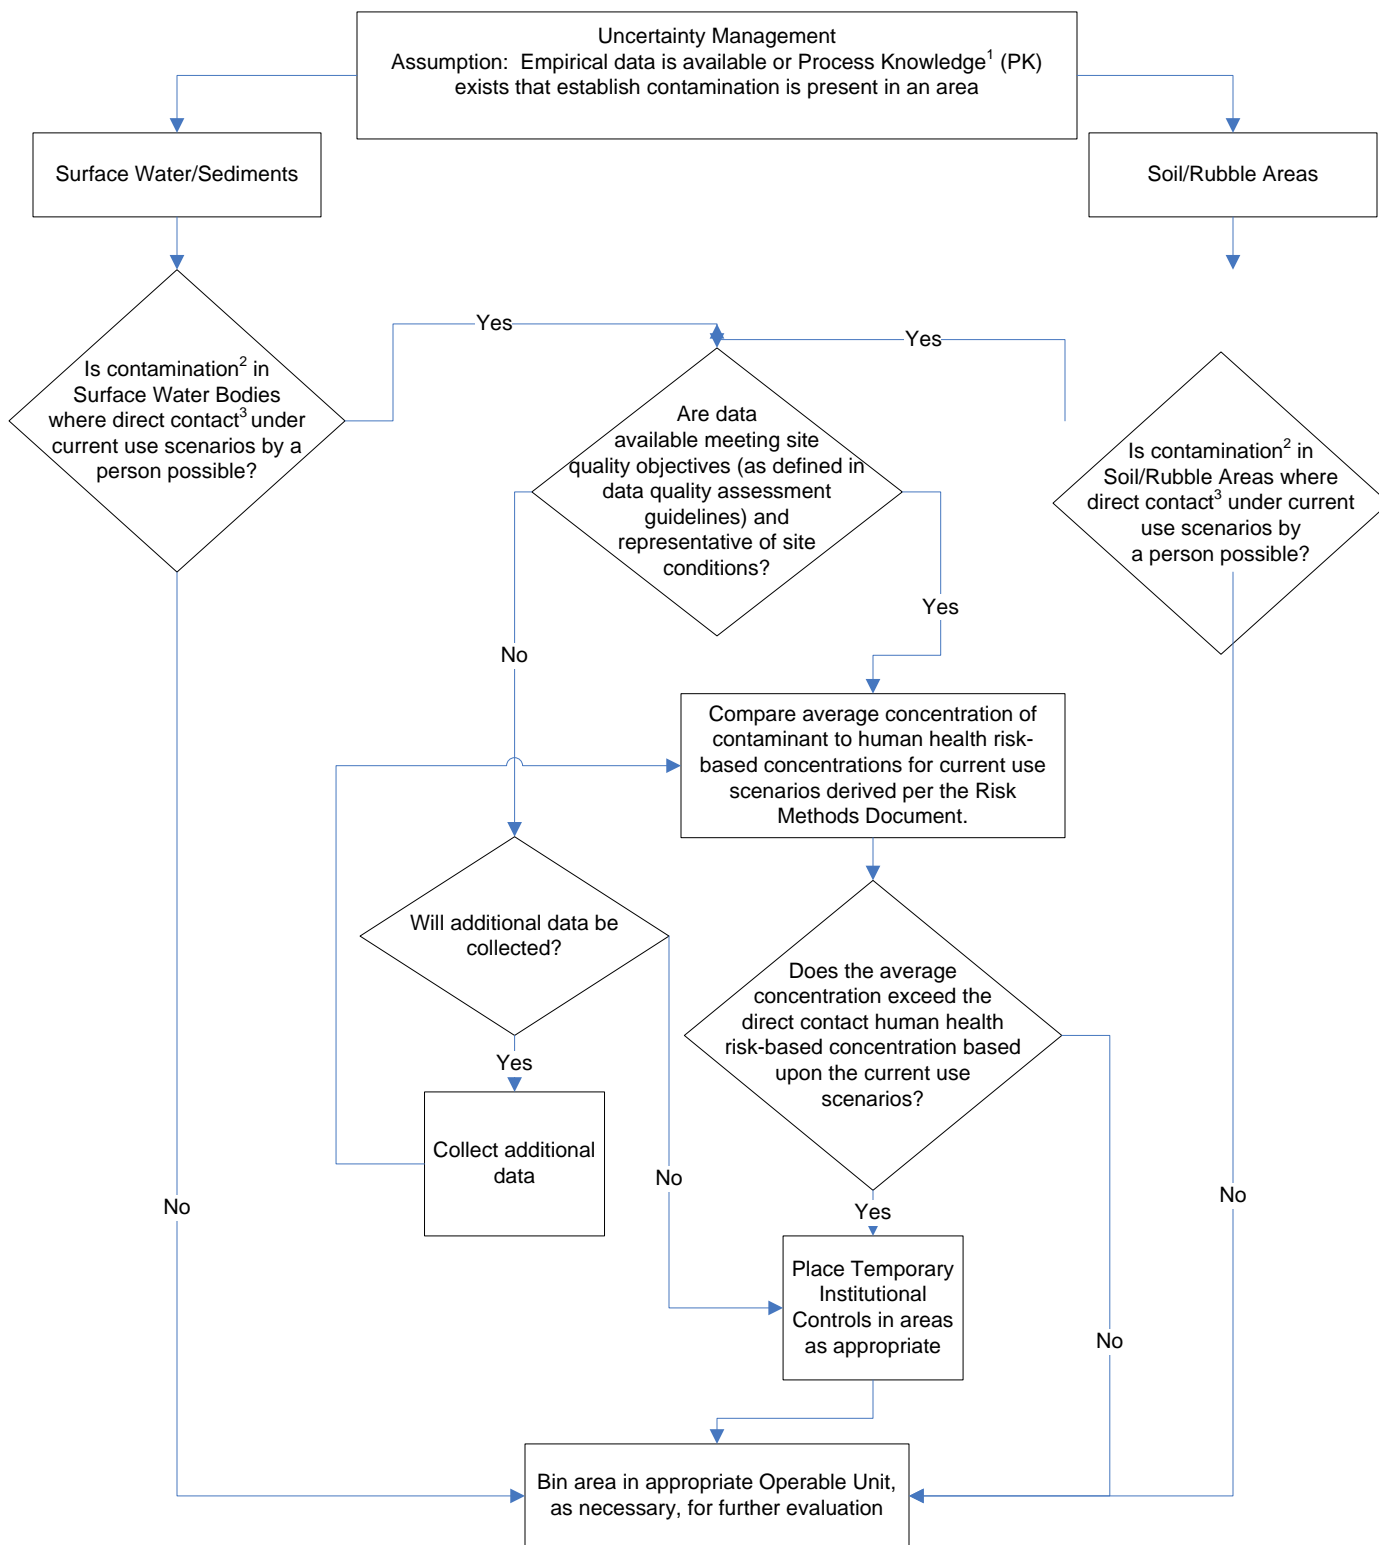 Uncertainty Management
Assumption:  Empirical data is available or Process Knowledge¹ (PK)
exists that establish contamination is present in an area
Surface Water/Sediments
Soil/Rubble Areas
Yes
Yes
Is contamination² in
Surface Water Bodies
where direct contact³ under
current use scenarios by a
person possible?
Are data
available meeting site
quality objectives (as defined in
data quality assessment
guidelines) and
representative of site
conditions?
Is contamination² in
Soil/Rubble Areas where
direct contact³ under current
use scenarios by
a person possible?
Yes
No
Compare average concentration of
contaminant to human health risk-
based concentrations for current use
scenarios derived per the Risk
Methods Document.
Will additional data be
collected?
Does the average
concentration exceed the
direct contact human health
risk-based concentration based
upon the current use
scenarios?
Yes
Collect additional
data
No
No
No
Yes
Place Temporary
Institutional
Controls in areas
as appropriate
No
Bin area in appropriate Operable Unit,
as necessary, for further evaluation